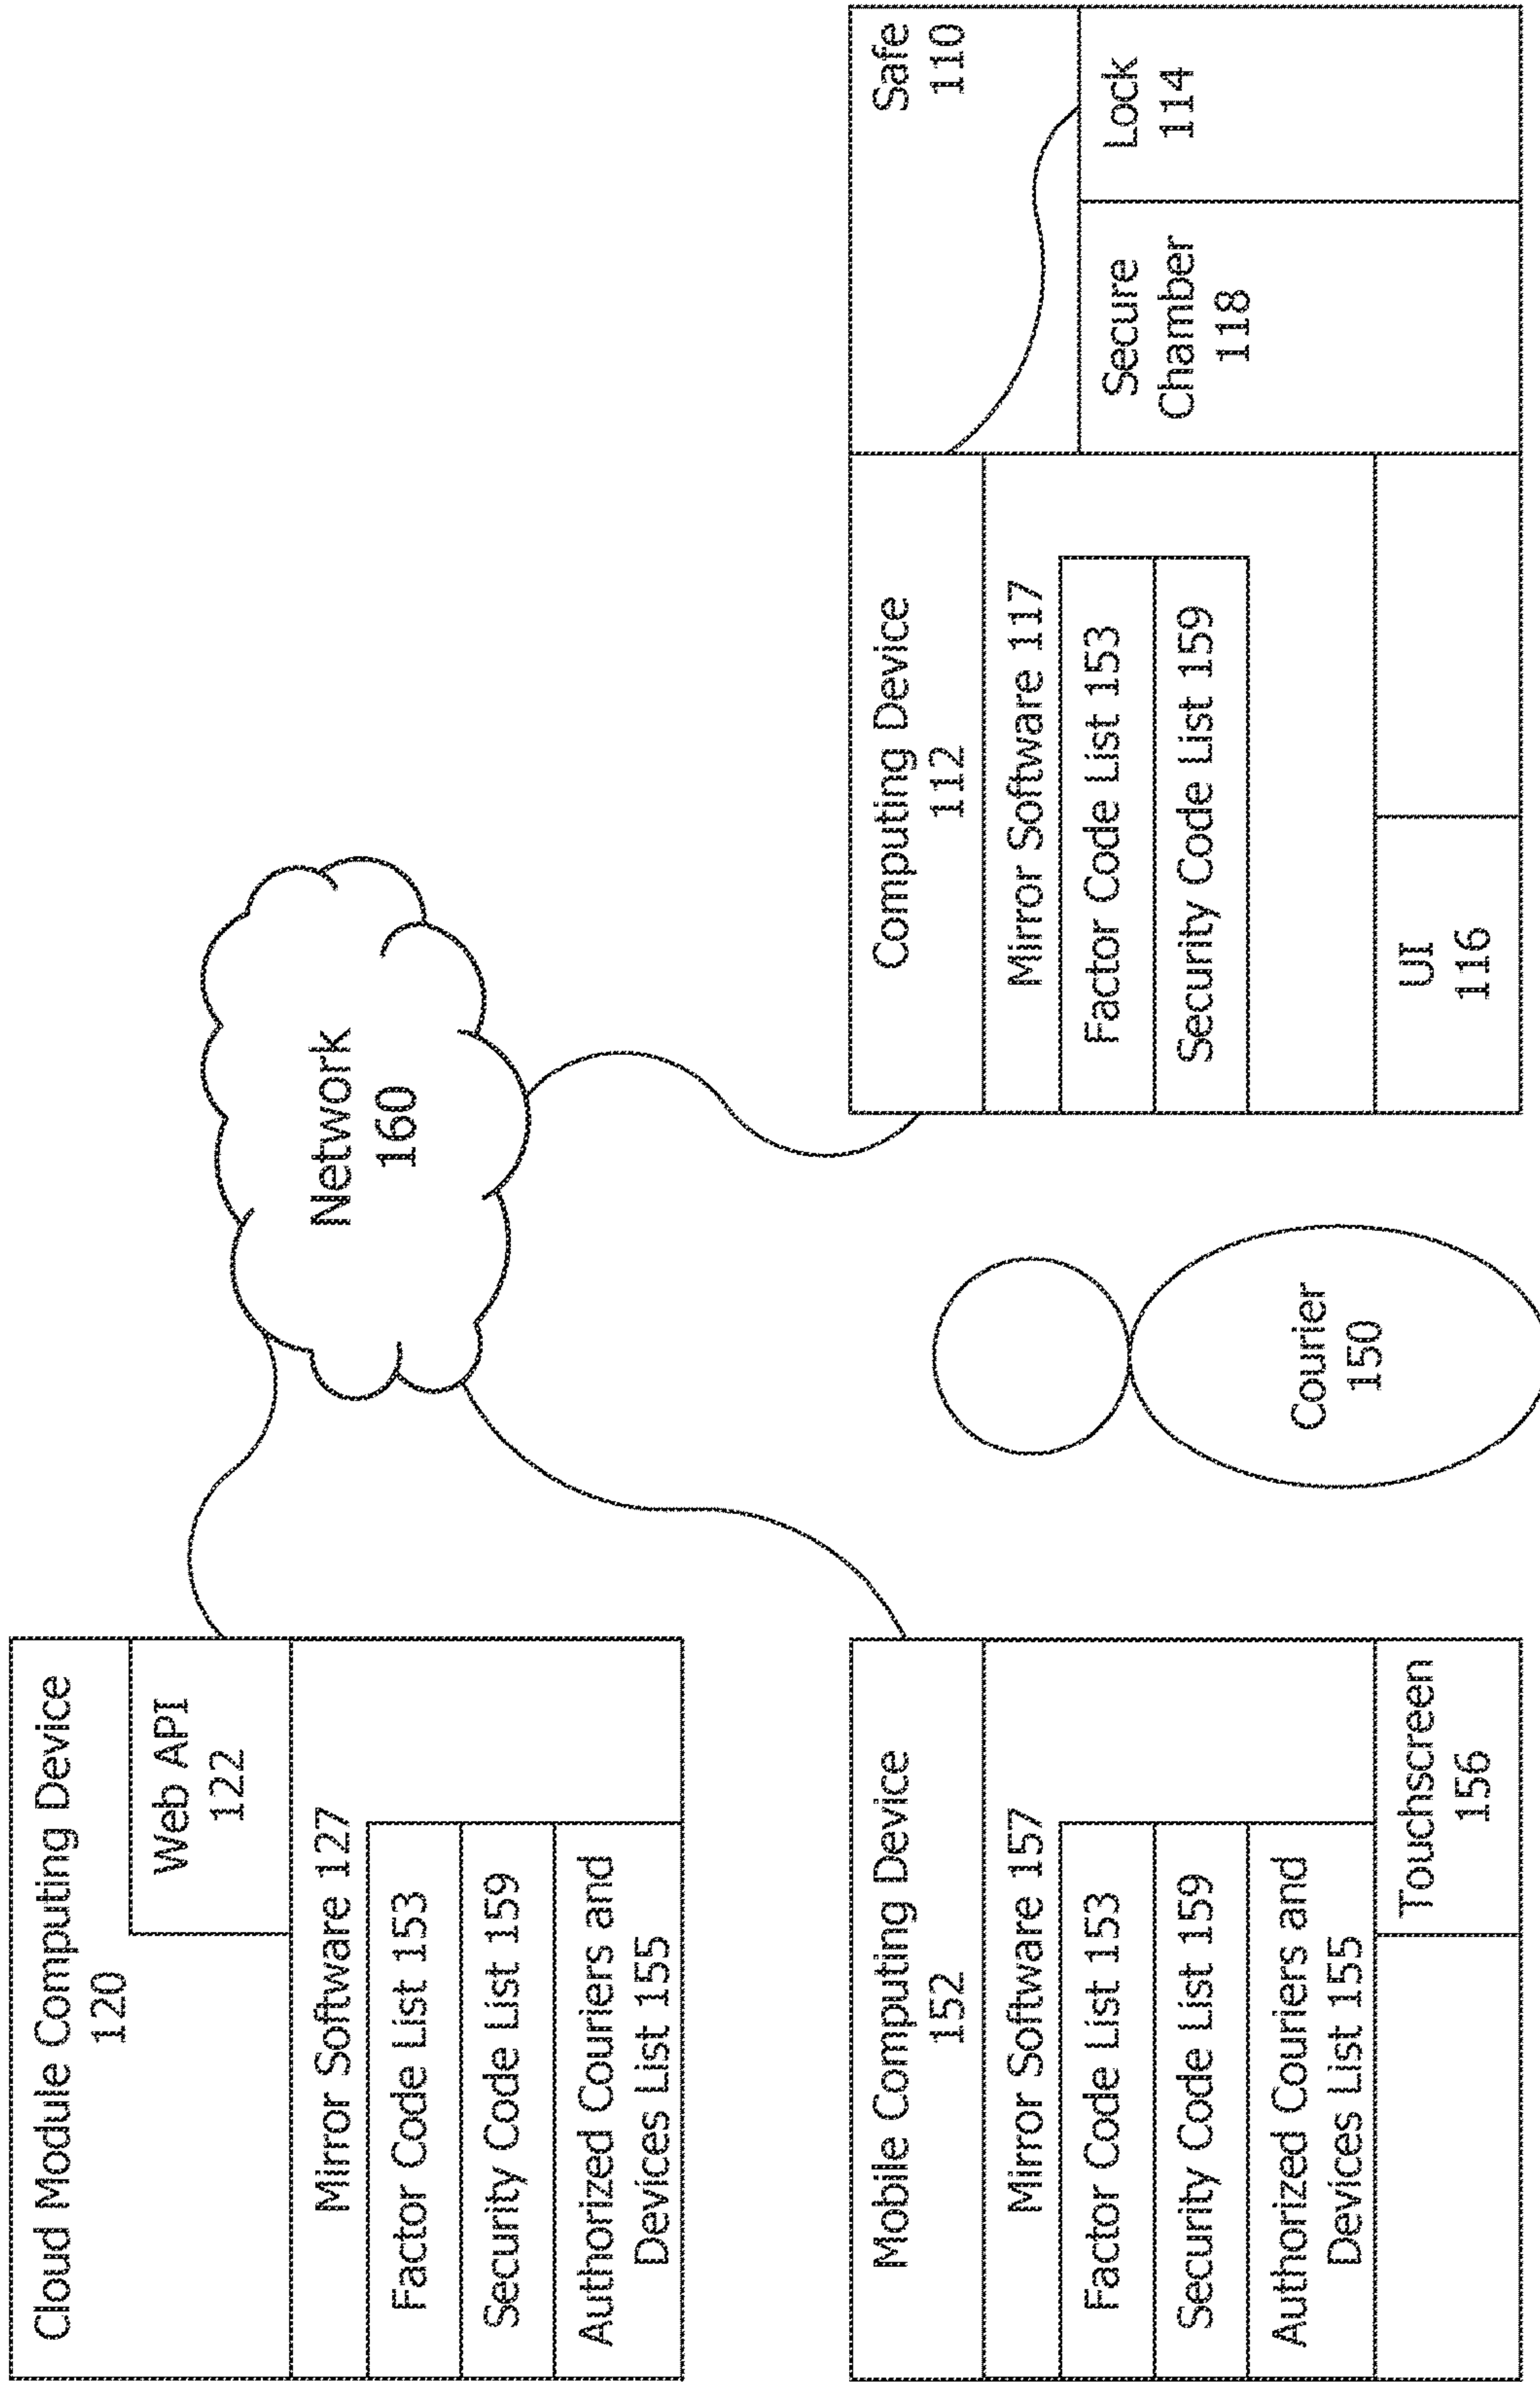 Cloud Module Computing Device
120
Web API
122
Mirror Software 127
Factor Code List 153
Security Code List 159
Authorized Couriers and
Devices List 155
Network
160
Mobile Computing Device
152
Mirror Software 157
Factor Code List 153
Security Code List 159
Authorized Couriers and
Devices List 155
Touchscreen
156
Courier
150
Computing Device
112
Mirror Software 117
Factor Code List 153
Security Code List 159
UI
116
Safe
110
Secure
Chamber
118
Lock
114